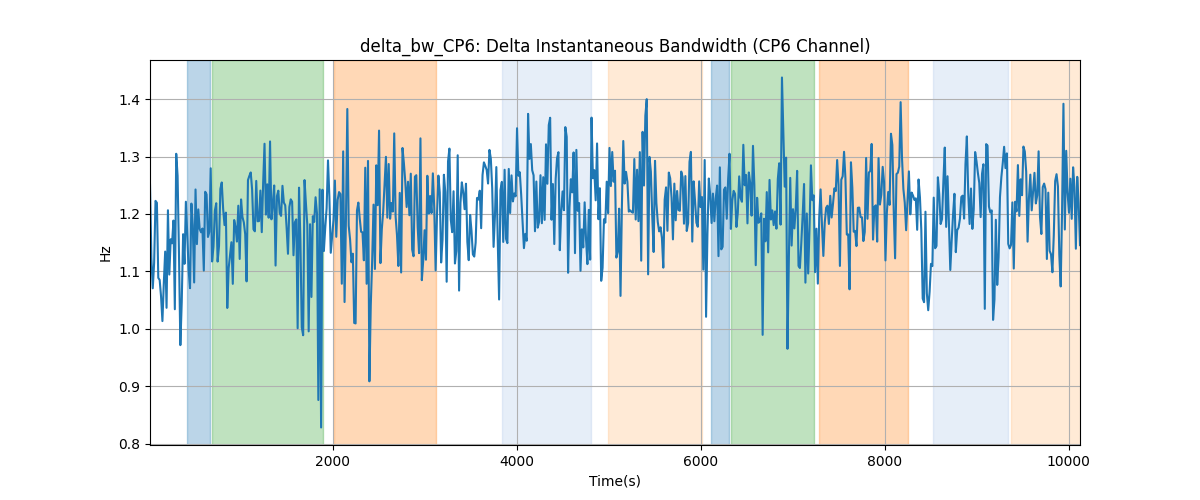 delta_bw_CP6: Delta Instantaneous Bandwidth (CP6 Channel)
1.4
1.3
1.2
1.1
1.0
0.9
0.8
Hz
2000 4000 6000 8000 10000
Time(s)